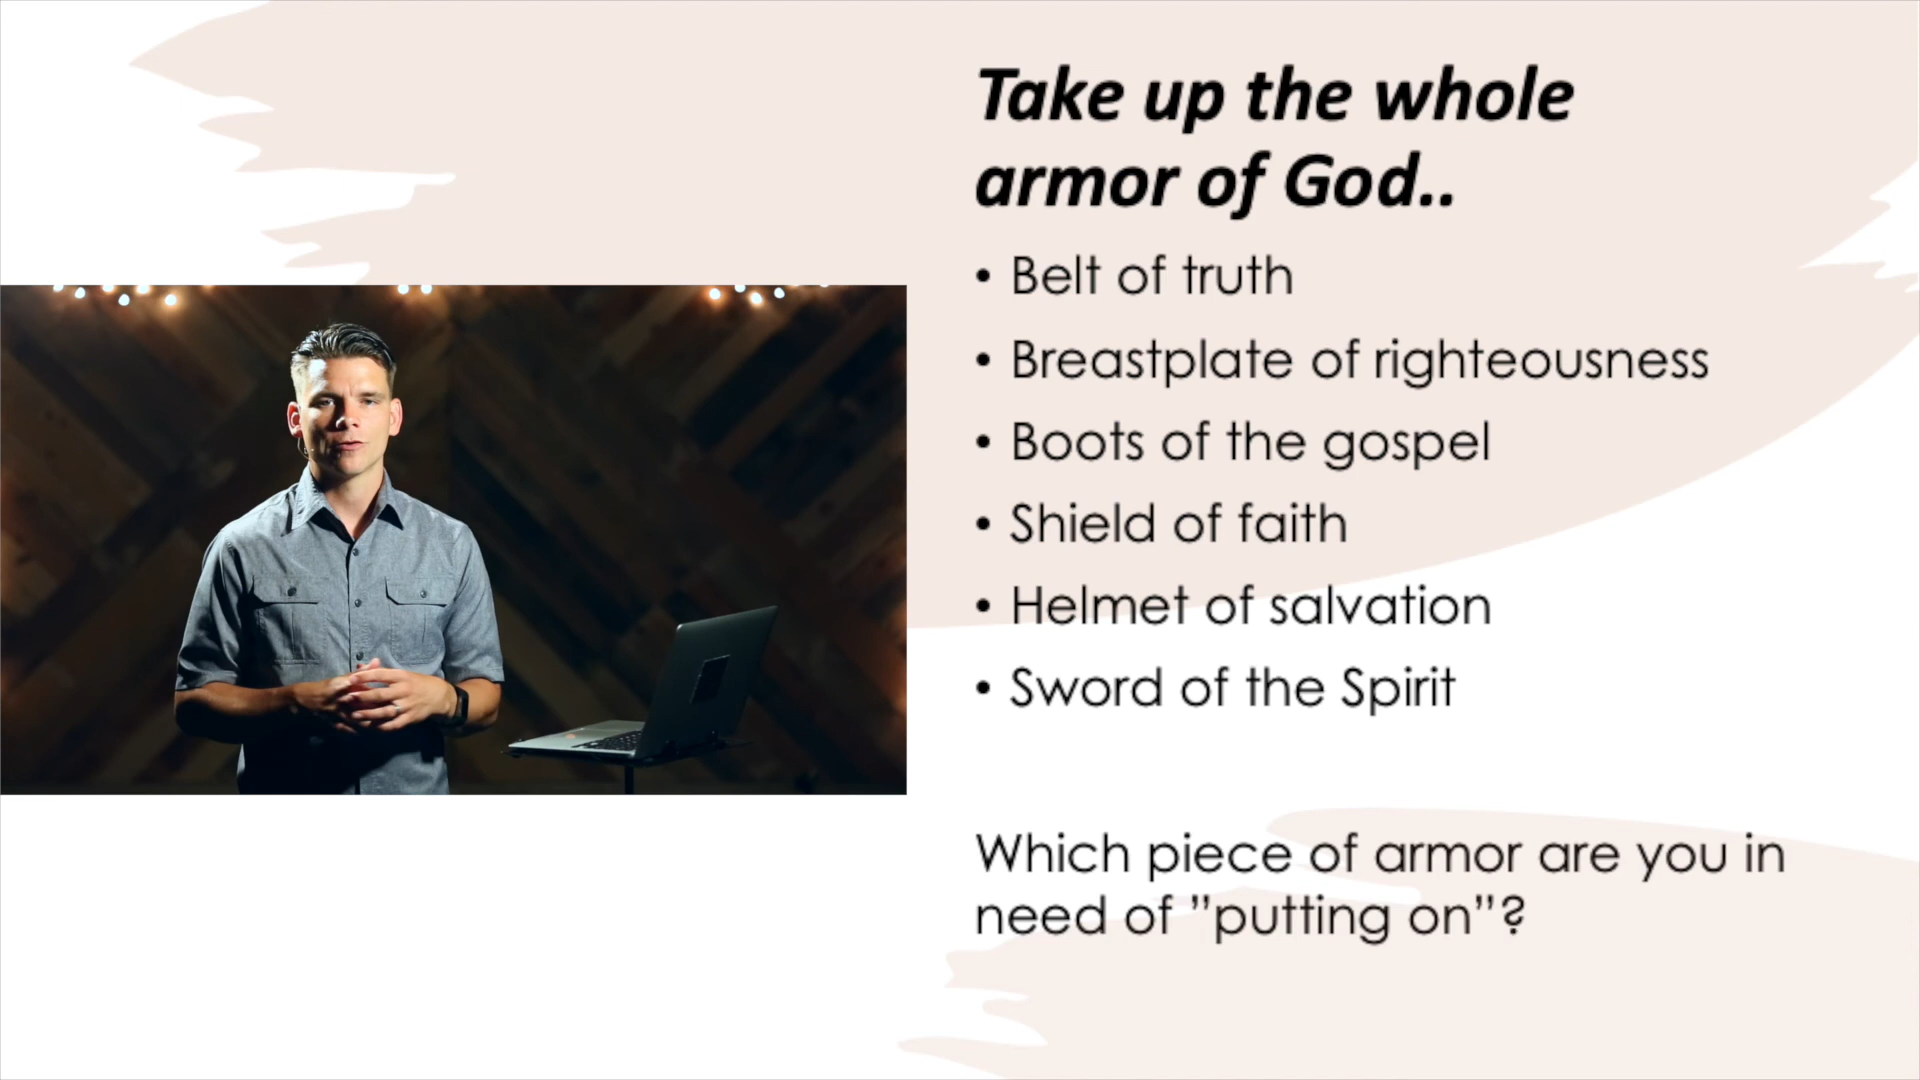 Take up the whole
armor of God..
• Belt of truth
• Breastplate of righteousness
• Boots of the gospel
• Shield of faith
• Helmet of salvation
• Sword of the Spirit
Which piece of armor are you in
need of ”putting on”?